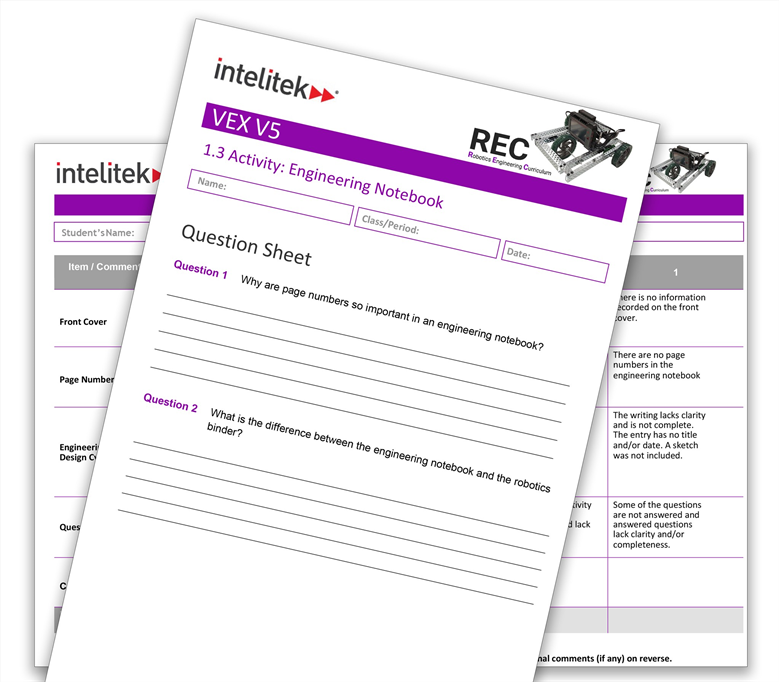 intelitek
VEX V5
REC
Robotics Engineering Curriculum
1.3 Activity: Engineering Notebook
Name:
Class/Period:
Date:
Question Sheet
Question 1
Why are page numbers so important in an engineering notebook?
Question 2
What is the difference between the engineering notebook and the robotics
binder?
intelitek
Student's Name:
Item / Commen
1
Front Cover
here is no information
recorded on the front
cover.
Page Number
There are no page
numbers in the
engineering notebook
Engineeri
Design C
The writing lacks clarity
and is not complete.
The entry has no title
and/or date. A sketch
was not included.
Ques
tivity
d lack
Some of the questions
are not answered and
answered questions
lack clarity and/or
completeness.
C
nal comments (if any) on reverse.